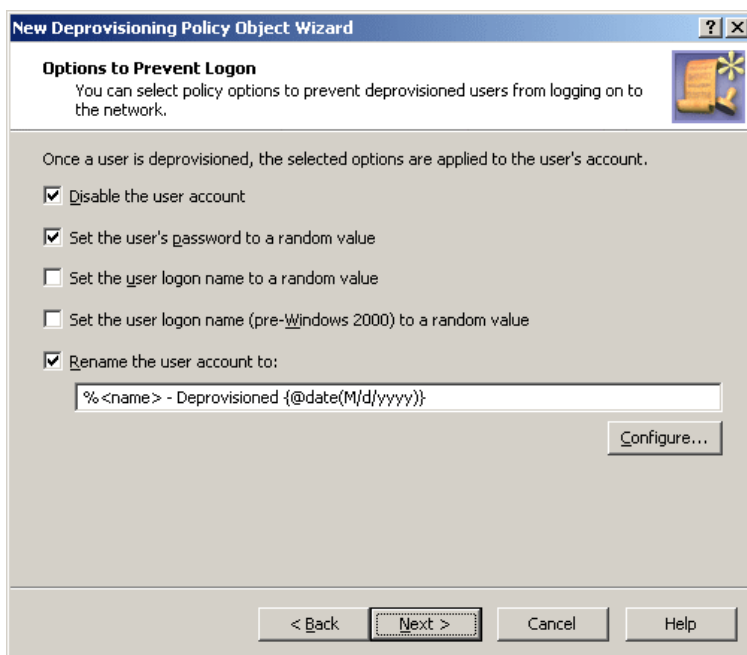 New Deprovisioning Policy Object Wizard
Options to Prevent Logon
You can select policy options to prevent deprovisioned users from logging on to
the network.
Once a user is deprovisioned, the selected options are applied to the user's account.
Disable the user account
Set the user's password to a random value
Set the user logon name to a random value
Set the user logon name (pre-Windows 2000) to a random value
Rename the user account to:
%<name> - Deprovisioned {@date(M/d/yyyy)}
Configure...
< Back
Next >
Cancel
Help